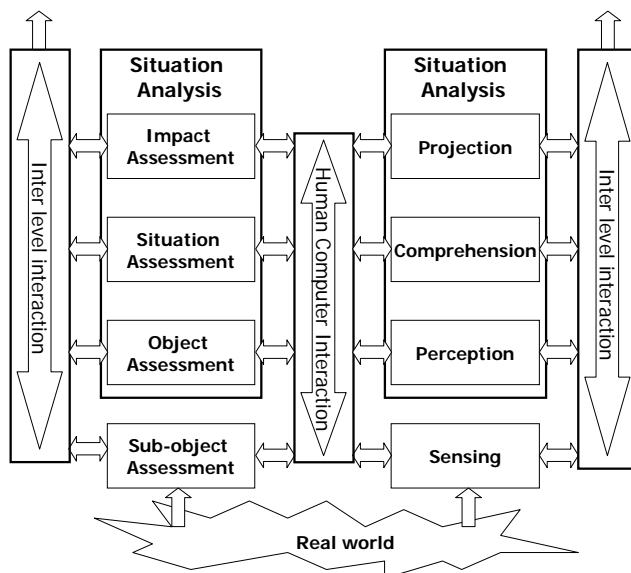 Situation
Analysis
Situation
Analysis
Inter level interaction
Impact
Assessment
Human Computer Interaction
Projection
Inter level interaction
Situation
Assessment
Comprehension
Object
Assessment
Perception
Sub-object
Assessment
Sensing
Real world